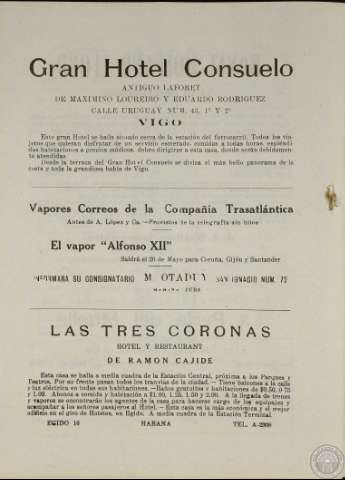 Gran Hotel Consuelo
ANTIGUO LAFORET
DE MAXIMINO LOUREIRO Y EDUARDO RODRIGUEZ
CALLE URUGUAY NUM. 43, 1º Y 2º
VIGO
Este gran Hotel se halla situado cerca de la estación del ferrocarril. Todos los via-
jeros que quieran disfrutar de un servicio esmerado, comidas a todas horas, espléndi-
das habitaciones a precios módicos, deben dirigirse a esta casa, donde serán debidamen-
te atendidas.
Desde la terraza del Gran Hotel Consuelo se divisa el más bello panorama de la
costa y toda la grandiosa bahía de Vigo.
Vapores Correos de la Compañía Trasatlántica
Antes de A. López y Ca.—Provistos de la telegrafía sin hilos
El vapor "Alfonso XII"
Saldrá el 20 de Mayo para Coruña, Gijón y Santander
INFORMARA SU CONSIGNATARIO M. OTADUY SAN IGNACIO NUM. 72
HABANA, CUBA
LAS TRES CORONAS
HOTEL Y RESTAURANT
DE RAMON CAJIDE
Esta casa se halla a media cuadra de la Estación Central, próxima a los Parques y
Teatros. Por su frente pasan todos los tranvías de la ciudad.—Tiene balcones a la calle
y luz eléctrica en todas sus habitaciones.—Baños gratuitos y habitaciones de $0.50, 0.75
y 1.00. Abonos a comida y habitación a $1.00, 1.25, 1.50 y 2.00. A la llegada de trenes
y vapores se encontrarán los agentes de la casa para hacerse cargo de los equipajes y
acompañar a los señores pasajeros al Hotel.—Esta casa es la más económica y el mejor
edificio en el giro de Hoteles, en Egido. A media cuadra de la Estación Terminal.
EGIDO 16 HABANA TEL. A-2308